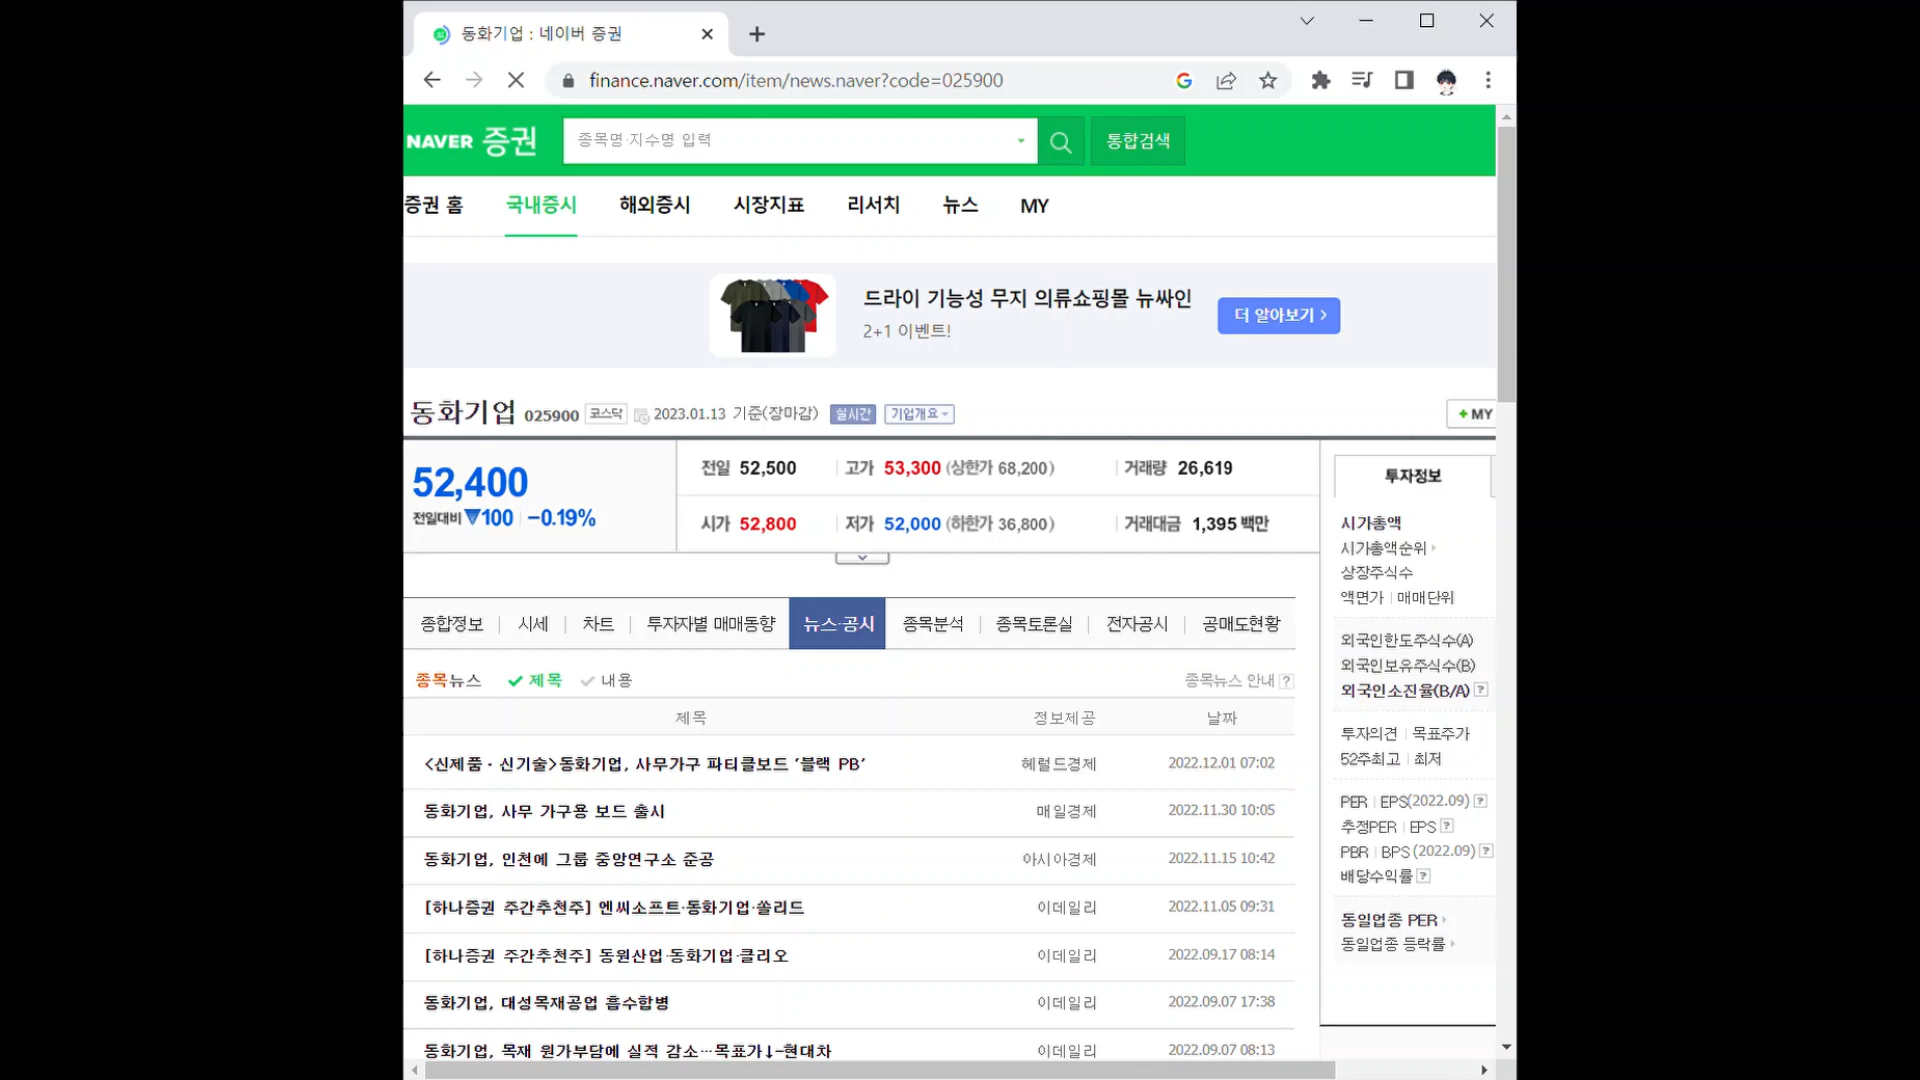 동화기업 : 네이버 증권
finance.naver.com/item/news.naver?code=025900
NAVER 증권
종목명·지수명 입력
통합검색
증권 홈 국내증시 해외증시 시장지표 리서치 뉴스 MY
드라이 기능성 무지 의류쇼핑몰 뉴싸인
2+1 이벤트!
더 알아보기
동화기업 025900 코스닥 2023.01.13 기준(장마감) 실시간 기업개요
+ MY
52,400
전일대비 ▼100 -0.19%
전일 52,500 고가 53,300 (상한가 68,200) 거래량 26,619
시가 52,800 저가 52,000 (하한가 36,800) 거래대금 1,395 백만
종합정보 시세 차트 투자자별 매매동향 뉴스·공시 종목분석 종목토론실 전자공시 공매도현황
종목뉴스 제목 내용 종목뉴스 안내 ?
제목 정보제공 날짜
<신제품·신기술>동화기업, 사무가구 파티클보드 ‘블랙 PB’ 헤럴드경제 2022.12.01 07:02
동화기업, 사무 가구용 보드 출시 매일경제 2022.11.30 10:05
동화기업, 인천에 그룹 중앙연구소 준공 아시아경제 2022.11.15 10:42
[하나증권 주간추천주] 엔씨소프트·동화기업·쏠리드 이데일리 2022.11.05 09:31
[하나증권 주간추천주] 동원산업·동화기업·클리오 이데일리 2022.09.17 08:14
동화기업, 대성목재공업 흡수합병 이데일리 2022.09.07 17:38
동화기업, 목재 원가부담에 실적 감소…목표가↓-현대차 이데일리 2022.09.07 08:13
투자정보
시가총액
시가총액순위
상장주식수
액면가 매매단위
외국인한도주식수(A)
외국인보유주식수(B)
외국인소진율(B/A) ?
투자의견 목표주가
52주최고 최저
PER EPS(2022.09) ?
추정PER EPS ?
PBR BPS (2022.09) ?
배당수익률 ?
동일업종 PER
동일업종 등락률